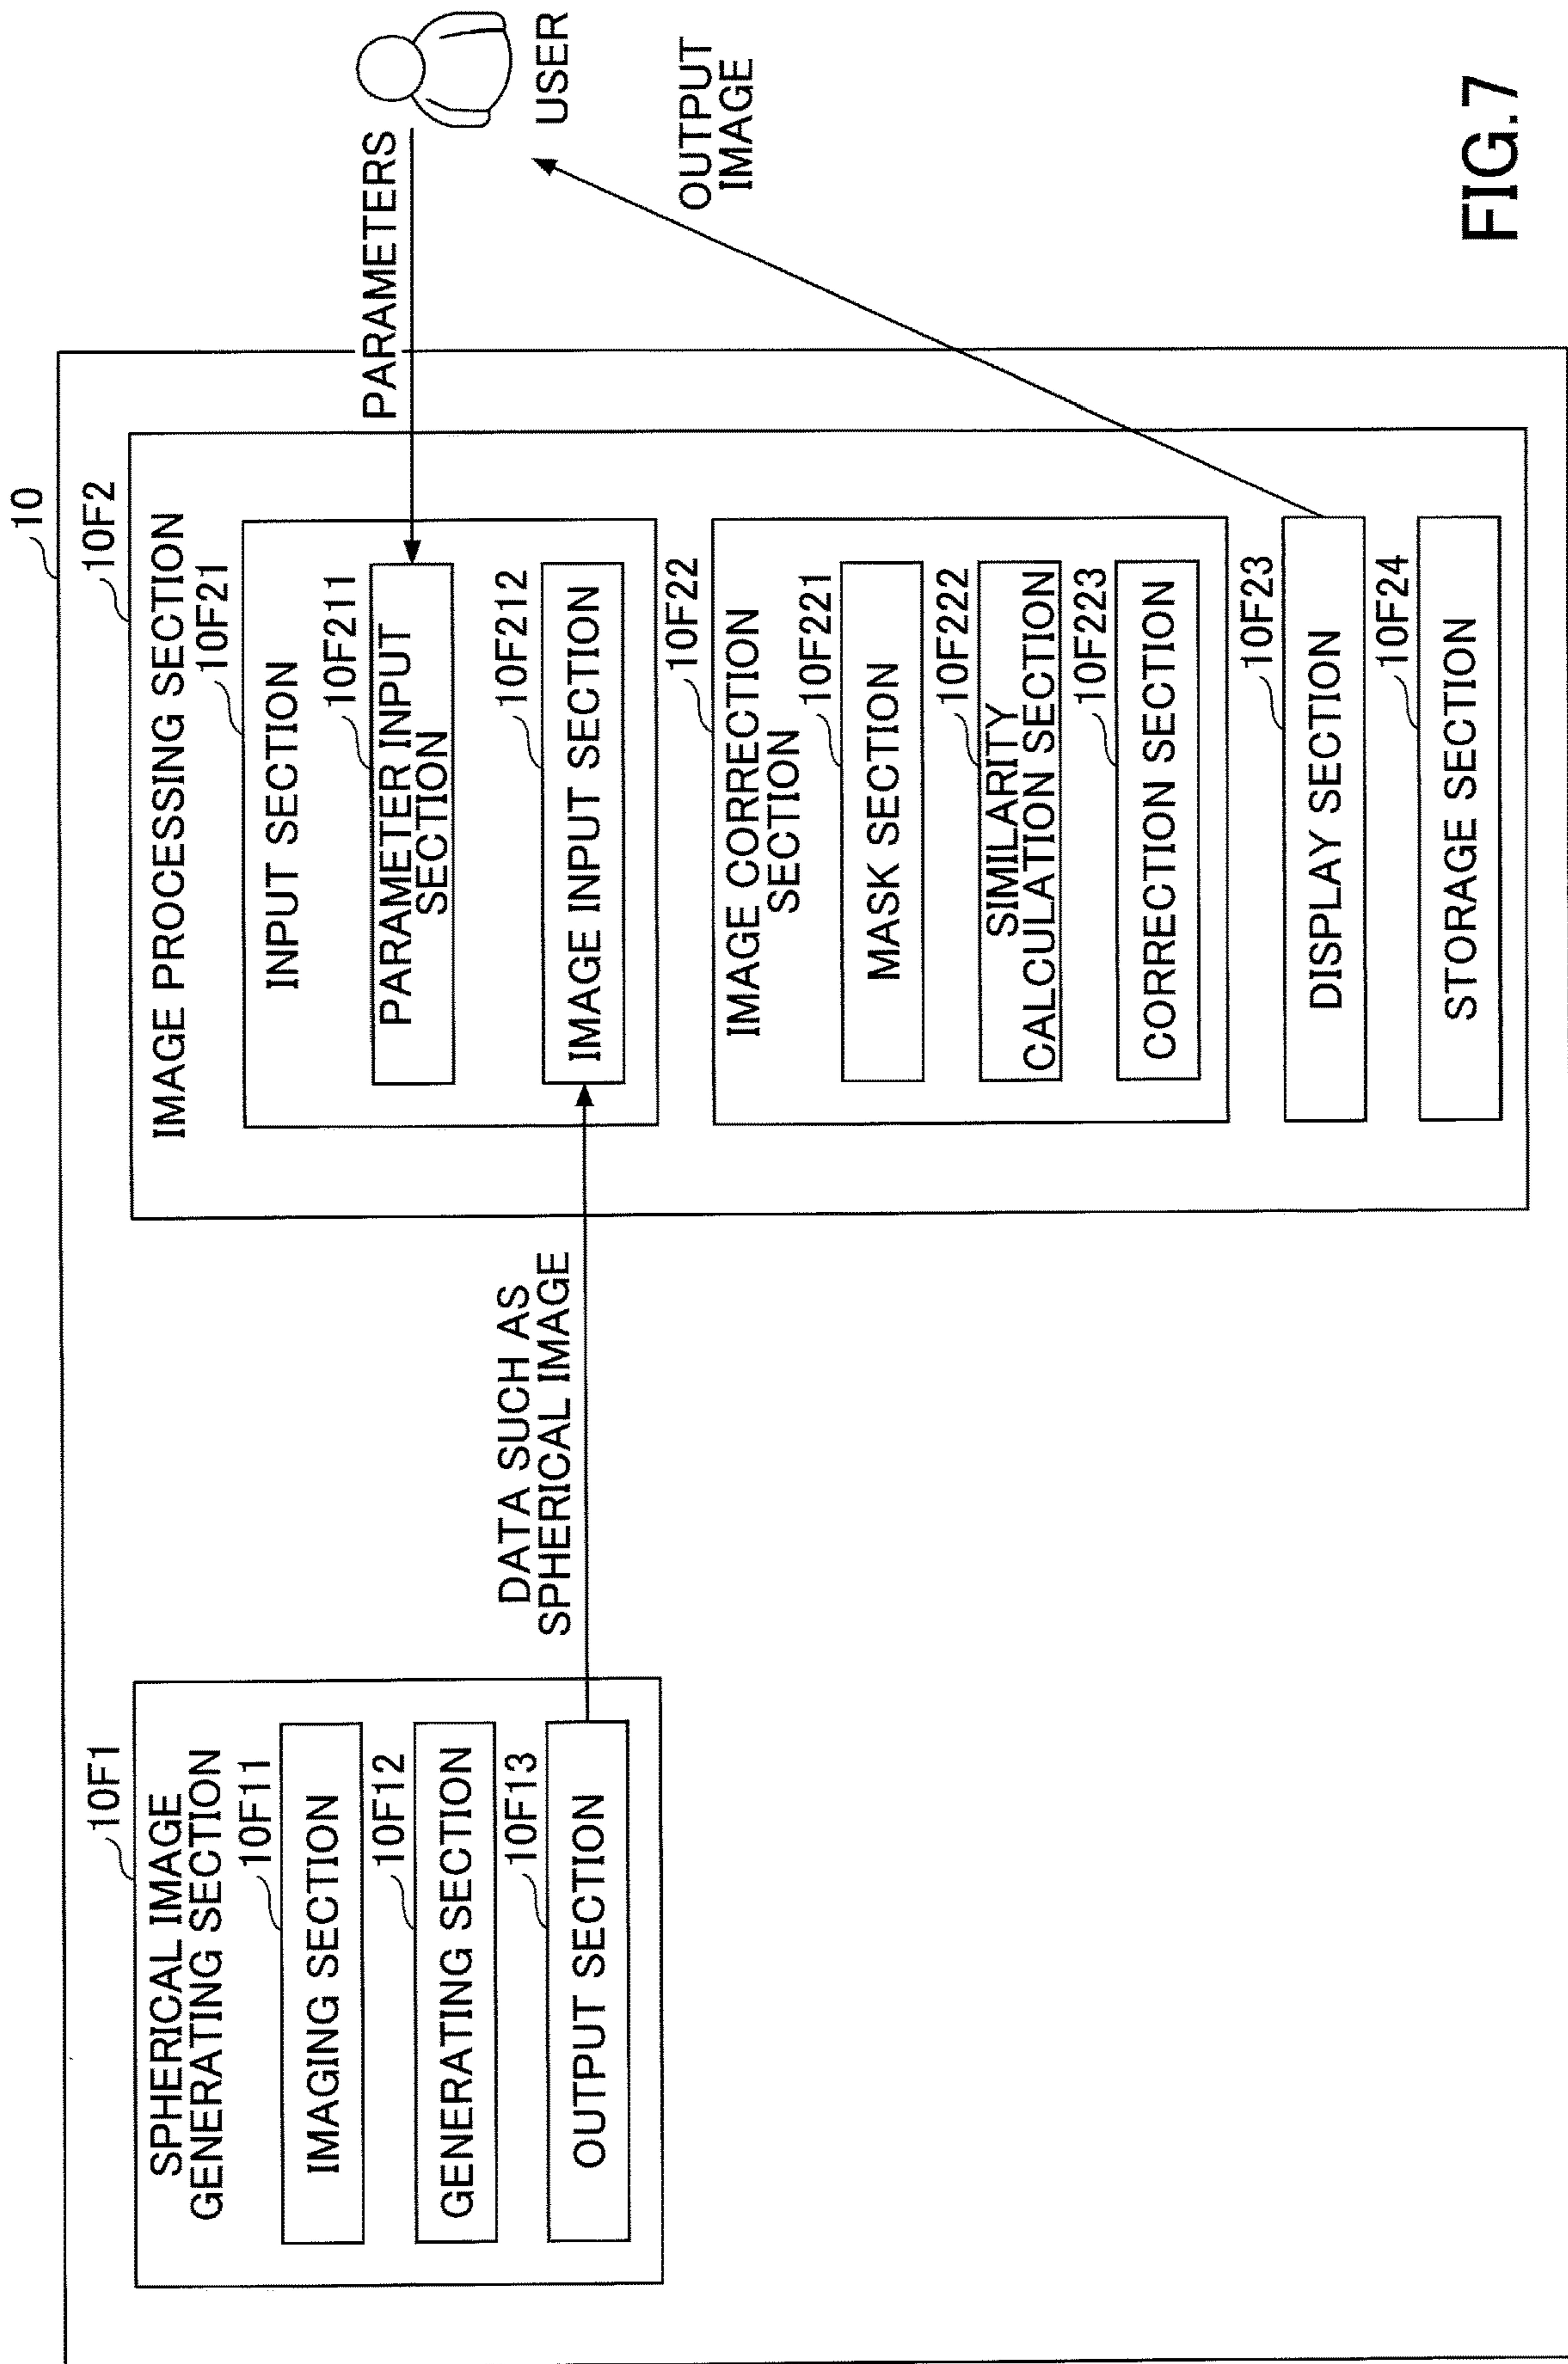 10
10F1
SPHERICAL IMAGE
GENERATING SECTION
10F11
IMAGING SECTION
10F12
GENERATING SECTION
10F13
OUTPUT SECTION
DATA SUCH AS
SPHERICAL IMAGE
10F2
IMAGE PROCESSING SECTION
10F21
INPUT SECTION
10F211
PARAMETER INPUT
SECTION
10F212
IMAGE INPUT SECTION
10F22
IMAGE CORRECTION
SECTION
10F221
MASK SECTION
10F222
SIMILARITY
CALCULATION SECTION
10F223
CORRECTION SECTION
10F23
DISPLAY SECTION
10F24
STORAGE SECTION
PARAMETERS
USER
OUTPUT
IMAGE
FIG.7